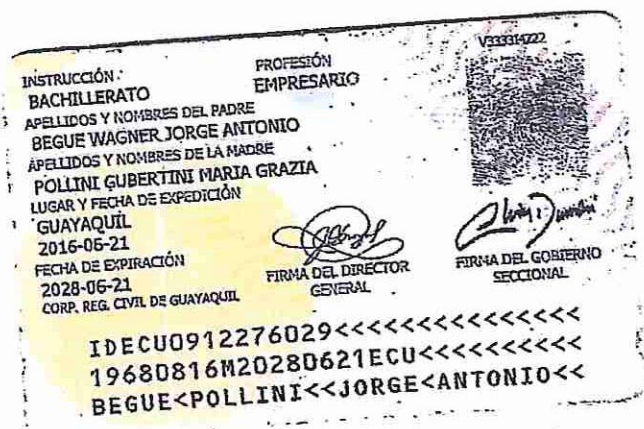 V333314222
INSTRUCCIÓN
BACHILLERATO
PROFESIÓN
EMPRESARIO
APELLIDOS Y NOMBRES DEL PADRE
BEGUE WAGNER JORGE ANTONIO
APELLIDOS Y NOMBRES DE LA MADRE
POLLINI GUBERTINI MARIA GRAZIA
LUGAR Y FECHA DE EXPEDICIÓN
GUAYAQUIL
2016-06-21
FECHA DE EXPIRACIÓN
2028-06-21
CORP. REG. CIVIL DE GUAYAQUIL
FIRMA DEL DIRECTOR
GENERAL
FIRMA DEL GOBIERNO
SECCIONAL
IDECU0912276029<<<<<<<<<<<<<<<
19680816M20280621ECU<<<<<<<<<<
BEGUE<POLLINI<<JORGE<ANTONIO<<